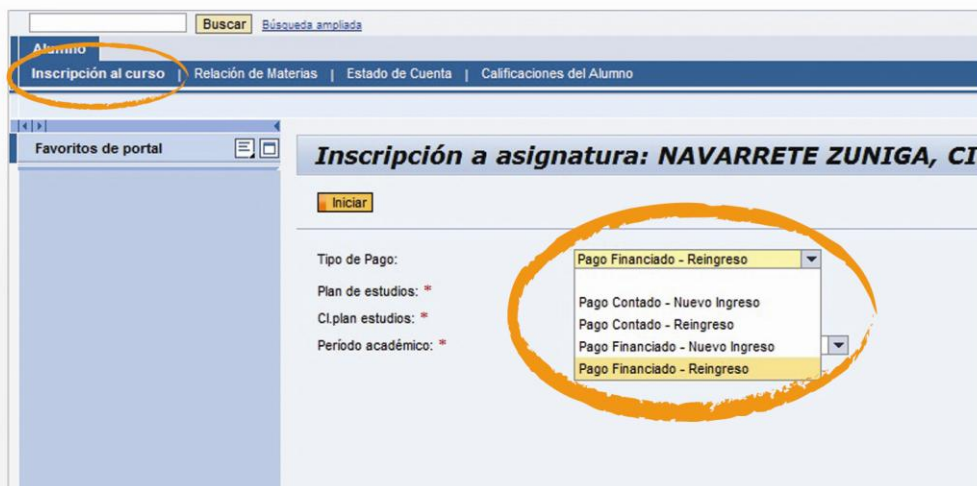 Buscar Búsqueda ampliada
Alumno
Inscripción al curso | Relación de Materias | Estado de Cuenta | Calificaciones del Alumno
Favoritos de portal
Inscripción a asignatura: NAVARRETE ZUNIGA, CI
Iniciar
Tipo de Pago: Pago Financiado - Reingreso
Plan de estudios: *
Pago Contado - Nuevo Ingreso
Cl.plan estudios: *
Pago Contado - Reingreso
Período académico: *
Pago Financiado - Nuevo Ingreso
Pago Financiado - Reingreso